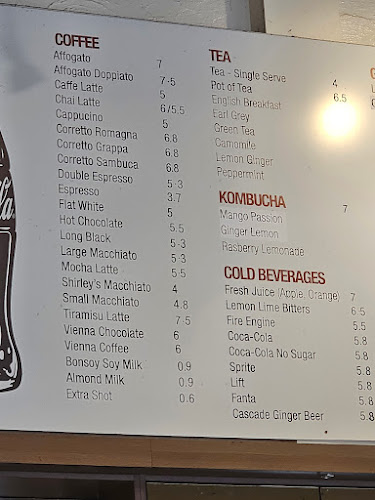 COFFEE
Affogato 7
Affogato Doppiato 7.5
Caffe Latte 5
Chai Latte 6/5.5
Cappucino 5
Corretto Romagna 6.8
Corretto Grappa 6.8
Corretto Sambuca 6.8
Double Espresso 5.3
Espresso 3.7
Flat White 5
Hot Chocolate 5.5
Long Black 5.3
Large Macchiato 5.3
Mocha Latte 5.5
Shirley's Macchiato 4
Small Macchiato 4.8
Tiramisu Latte 7.5
Vienna Chocolate 6
Vienna Coffee 6
Bonsoy Soy Milk 0.9
Almond Milk 0.9
Extra Shot 0.6
TEA
Tea - Single Serve 4
Pot of Tea 6.5
English Breakfast
Earl Grey
Green Tea
Camomile
Lemon Ginger
Peppermint
KOMBUCHA 7
Mango Passion
Ginger Lemon
Rasberry Lemonade
COLD BEVERAGES
Fresh Juice (Apple, Orange) 7
Lemon Lime Bitters 6.5
Fire Engine 5.5
Coca-Cola 5.8
Coca-Cola No Sugar 5.8
Sprite 5.8
Lift 5.8
Fanta 5.8
Cascade Ginger Beer 5.8